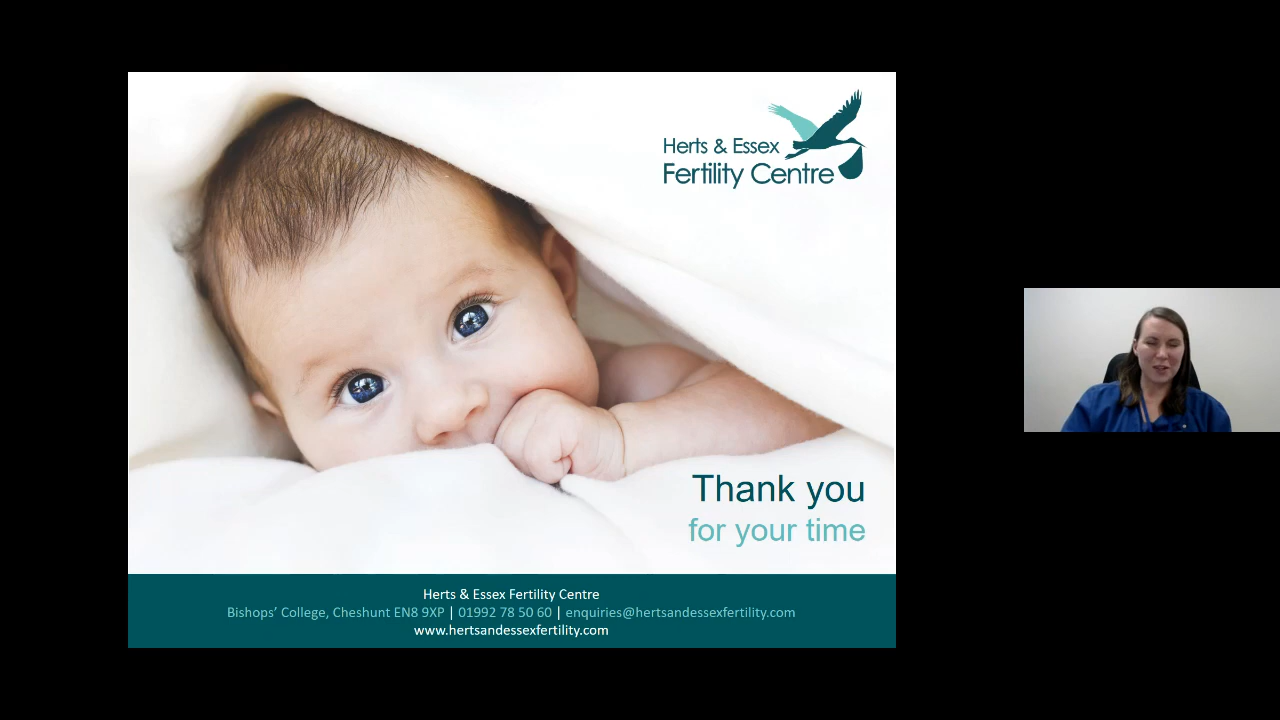 Herts & Essex
Fertility Centre
Thank you
for your time
Herts & Essex Fertility Centre
Bishops’ College, Cheshunt EN8 9XP | 01992 78 50 60 | enquiries@hertsandessexfertility.com
www.hertsandessexfertility.com